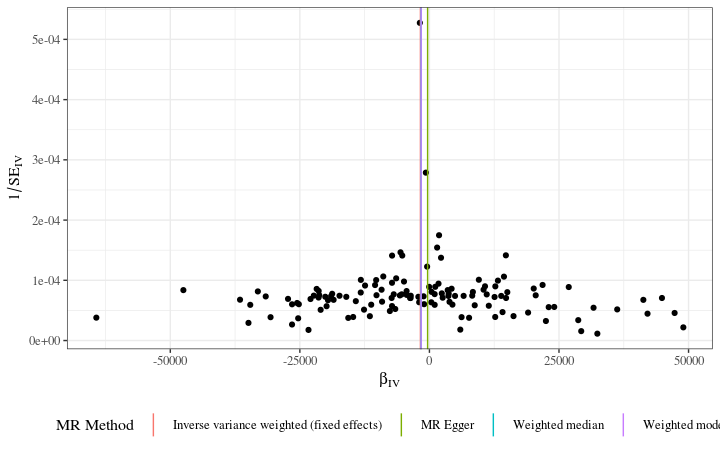 5e-04
4e-04
3e-04
2e-04
1e-04
0e+00
1/SE_IV
-50000 -25000 0 25000 50000
β_IV
MR Method Inverse variance weighted (fixed effects) MR Egger Weighted median Weighted mode